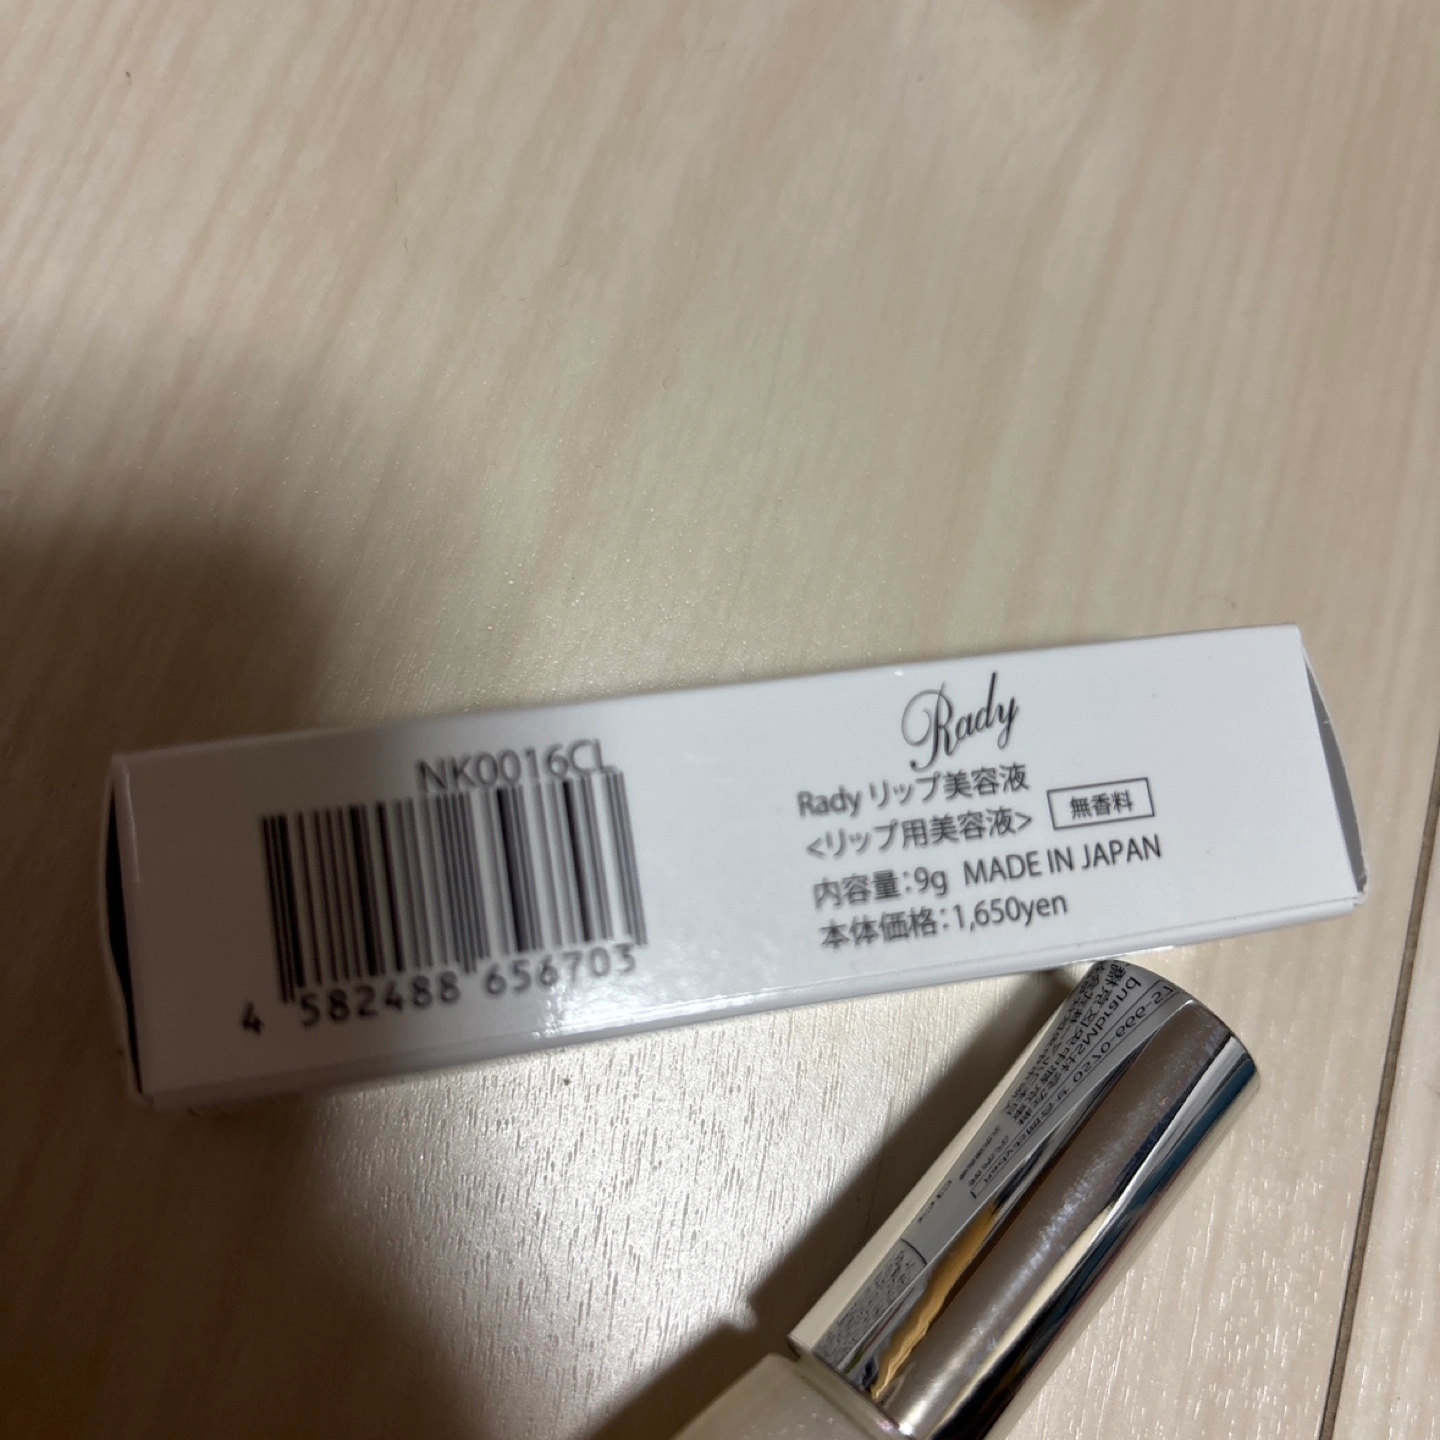 NK0016CL
4 582488 656703
Rady
Rady リップ美容液
<リップ用美容液> 無香料
内容量:9g MADE IN JAPAN
本体価格:1,650yen